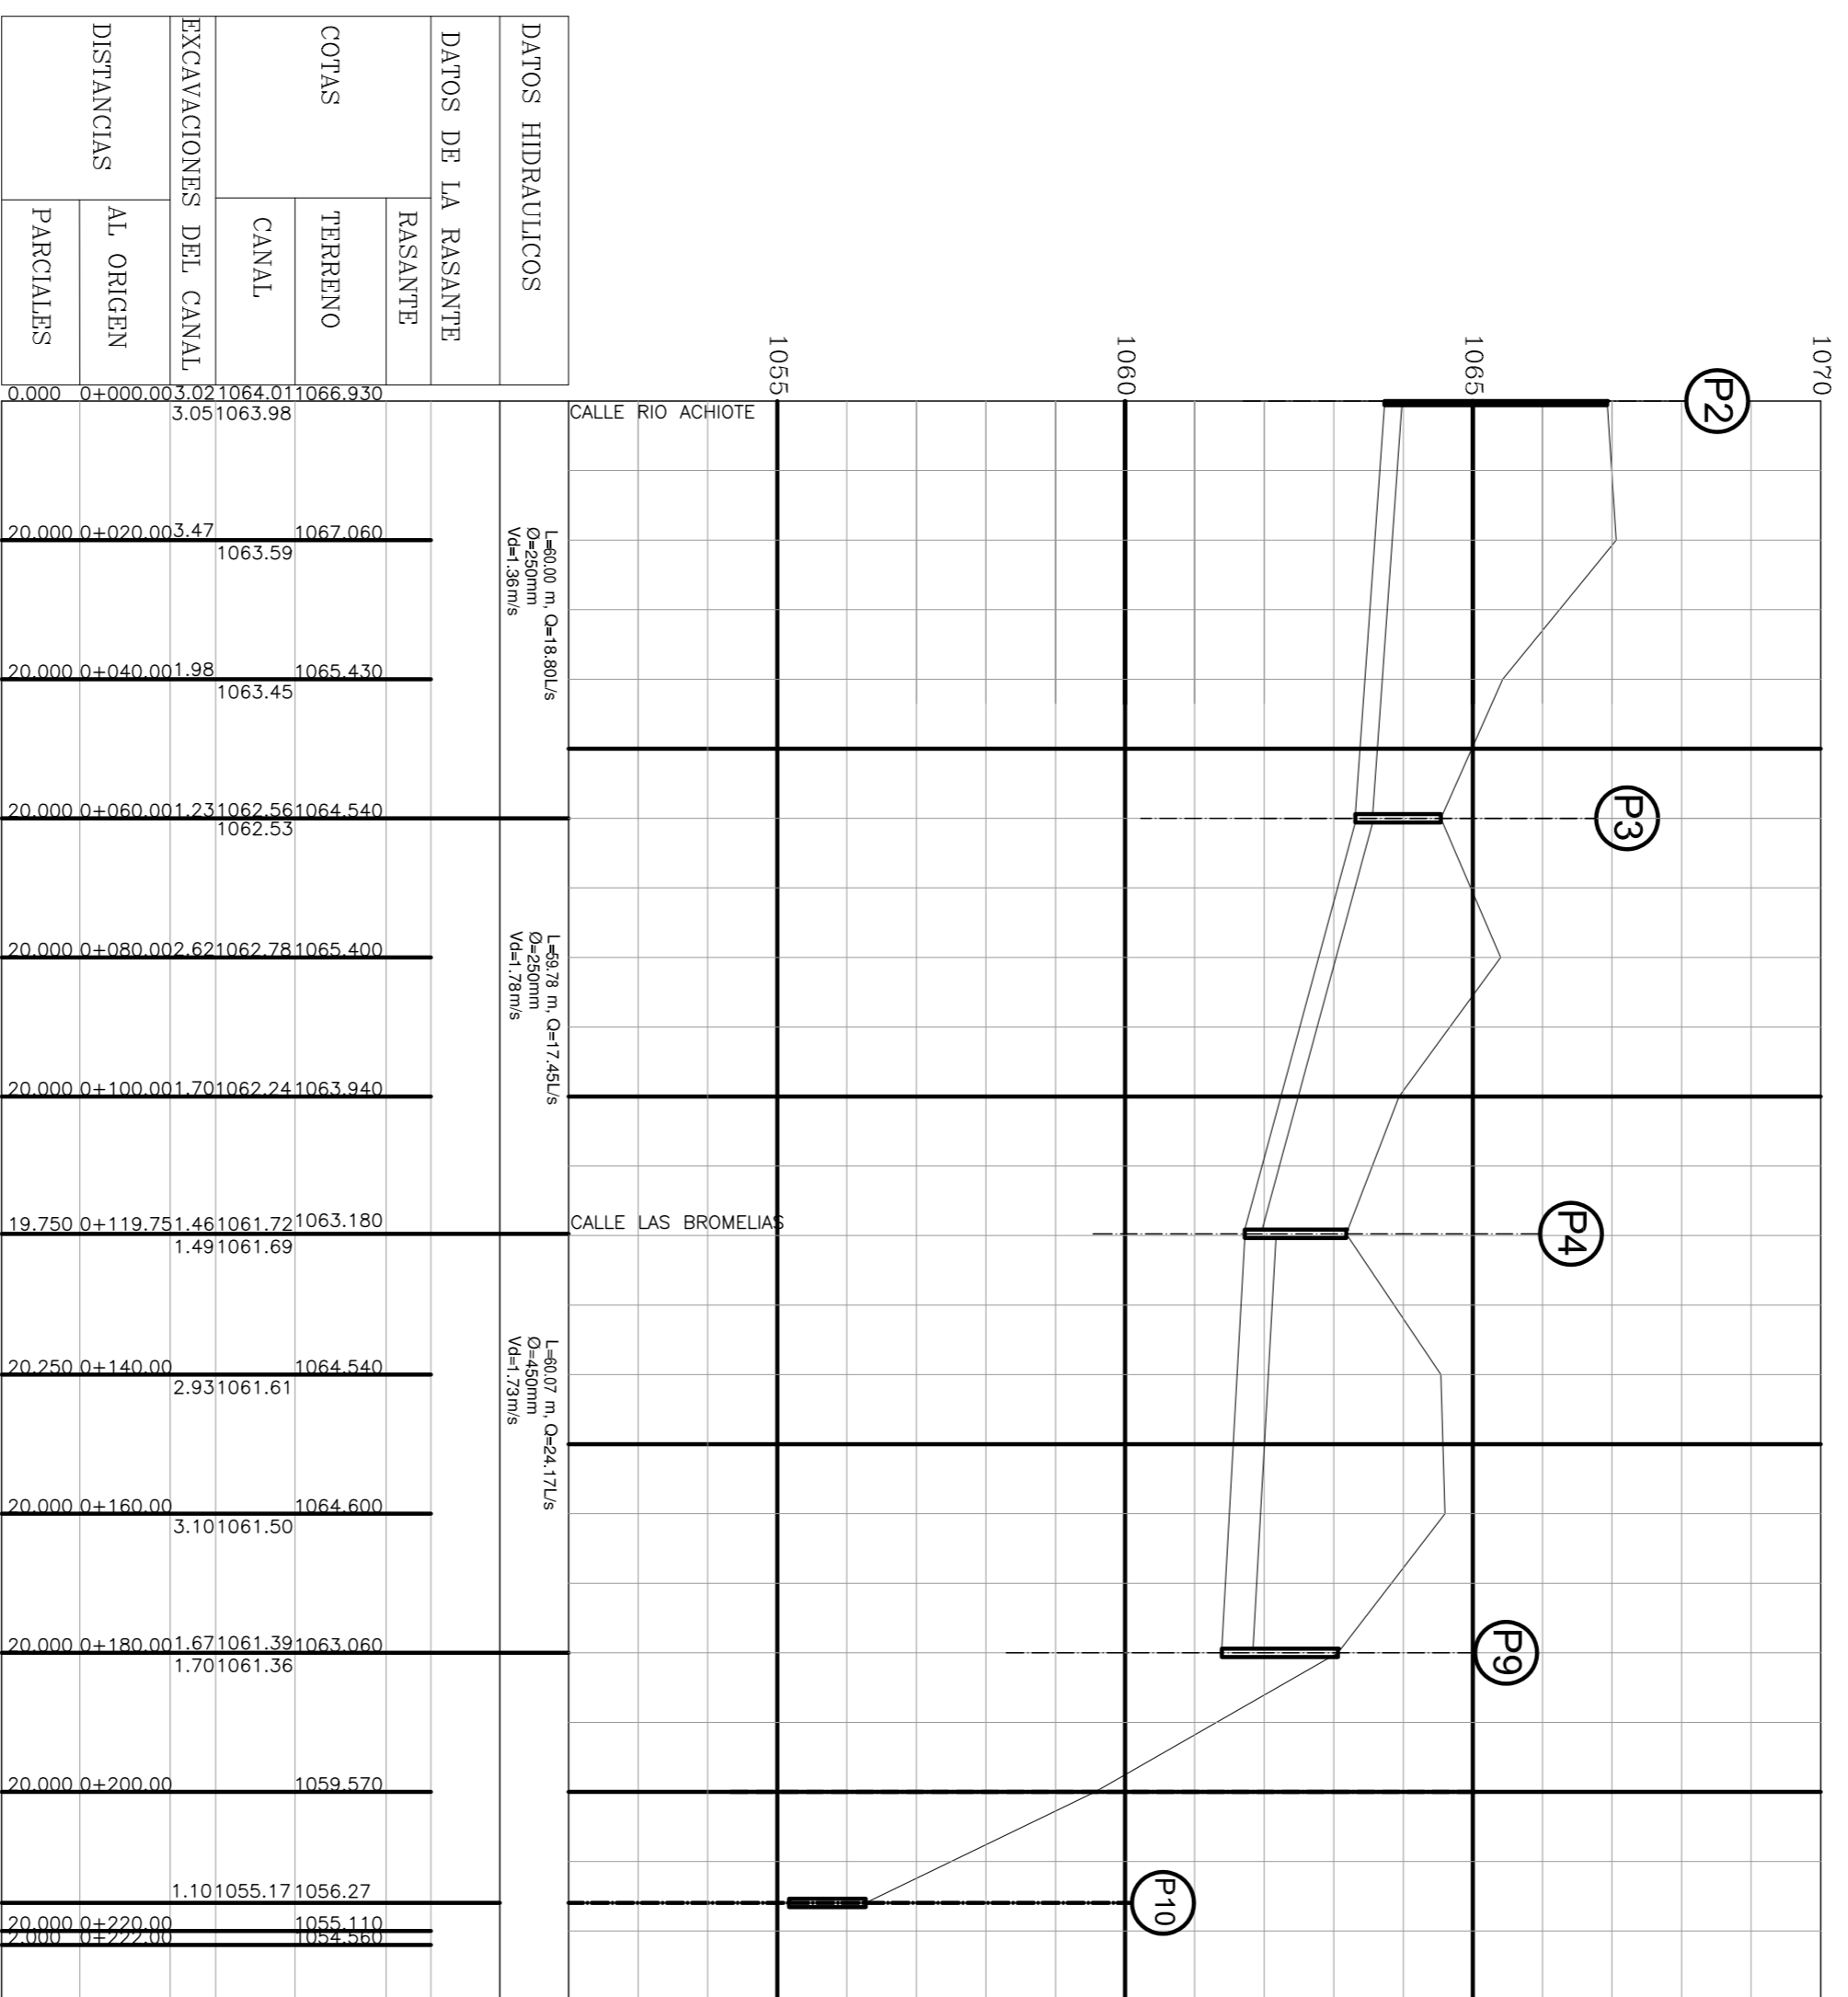 1070
1065
1060
1055
P2
P3
P4
P9
P10
CALLE RIO ACHIOTE
CALLE LAS BROMELIAS
DATOS HIDRAULICOS
L=60.00 m, Q=18.80L/s
Ø=250mm
Vd=1.36m/s
L=59.78 m, Q=17.45L/s
Ø=250mm
Vd=1.78m/s
L=60.07 m, Q=24.17L/s
Ø=450mm
Vd=1.73m/s
DATOS DE LA RASANTE
COTAS
RASANTE
TERRENO
CANAL
EXCAVACIONES DEL CANAL
DISTANCIAS
AL ORIGEN
PARCIALES
0.000 0+000.00 3.02 1064.01 1066.930
3.05 1063.98
20.000 0+020.00 3.47 1067.060
1063.59
20.000 0+040.00 1.98 1065.430
1063.45
20.000 0+060.00 1.23 1062.56 1064.540
1062.53
20.000 0+080.00 2.62 1062.78 1065.400
20.000 0+100.00 1.70 1062.24 1063.940
19.750 0+119.75 1.46 1061.72 1063.180
1.49 1061.69
20.250 0+140.00 1064.540
2.93 1061.61
20.000 0+160.00 1064.600
3.10 1061.50
20.000 0+180.00 1.67 1061.39 1063.060
1.70 1061.36
20.000 0+200.00 1059.570
1.10 1055.17 1056.27
20.000 0+220.00 1055.110
2.000 0+222.00 1054.560